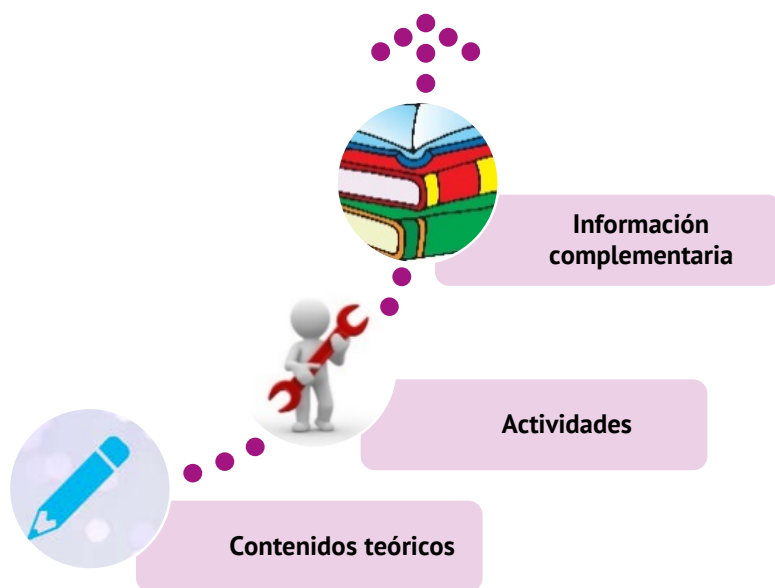 Información
complementaria
Actividades
Contenidos teóricos